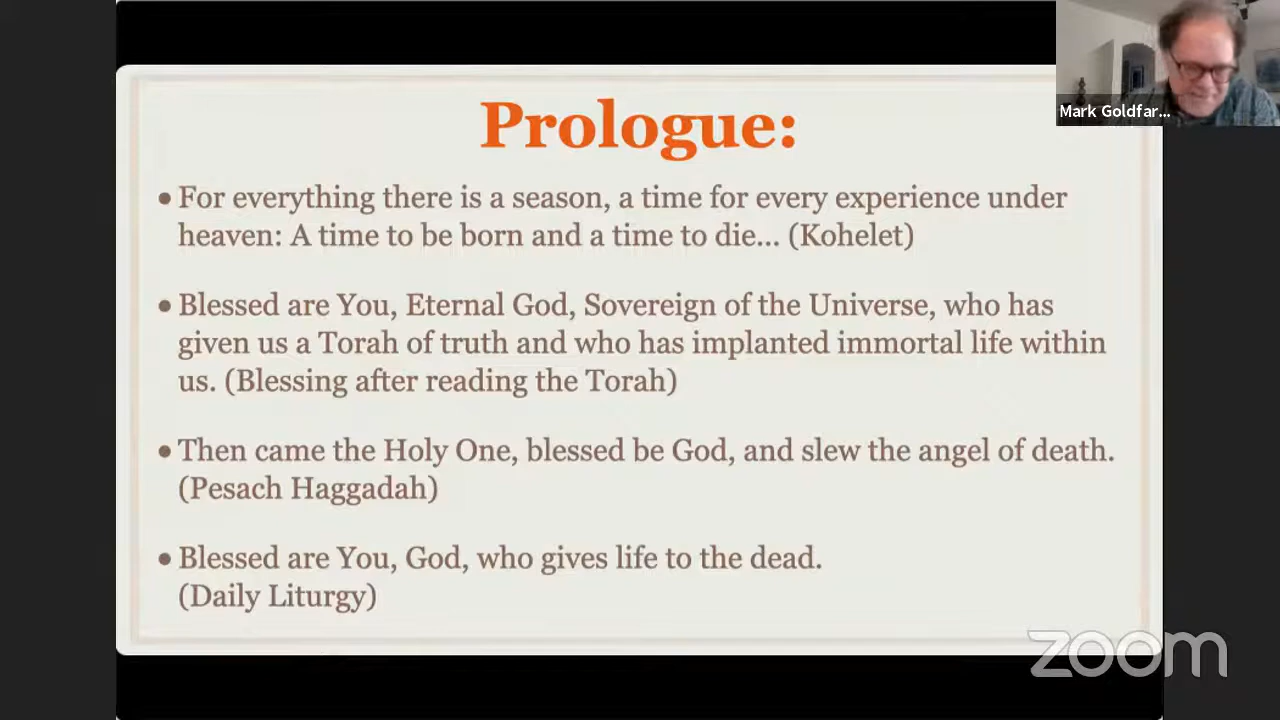 Prologue:
Mark Goldfar...
• For everything there is a season, a time for every experience under
heaven: A time to be born and a time to die... (Kohelet)
• Blessed are You, Eternal God, Sovereign of the Universe, who has
given us a Torah of truth and who has implanted immortal life within
us. (Blessing after reading the Torah)
• Then came the Holy One, blessed be God, and slew the angel of death.
(Pesach Haggadah)
• Blessed are You, God, who gives life to the dead.
(Daily Liturgy)
zoom